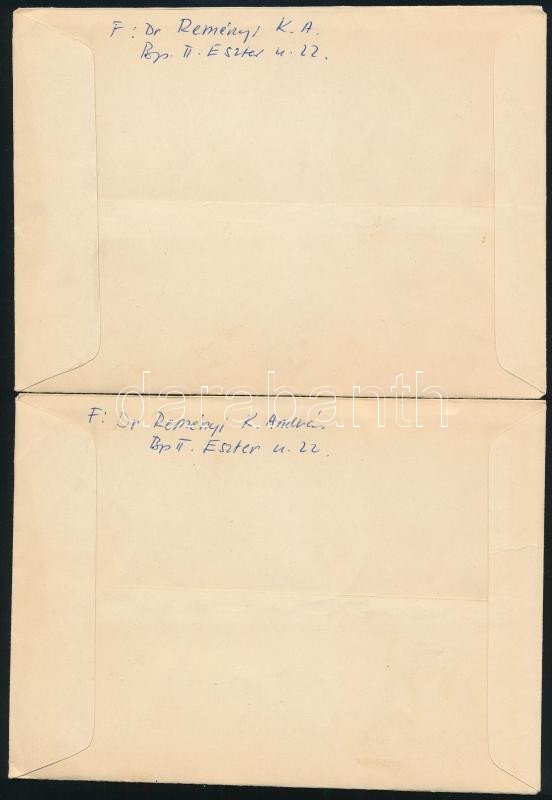 F: Dr Reményi K. A.
Bp. II. Eszter u. 22.
darabanth
F: Dr Reményi K. András
Bp II. Eszter u. 22.